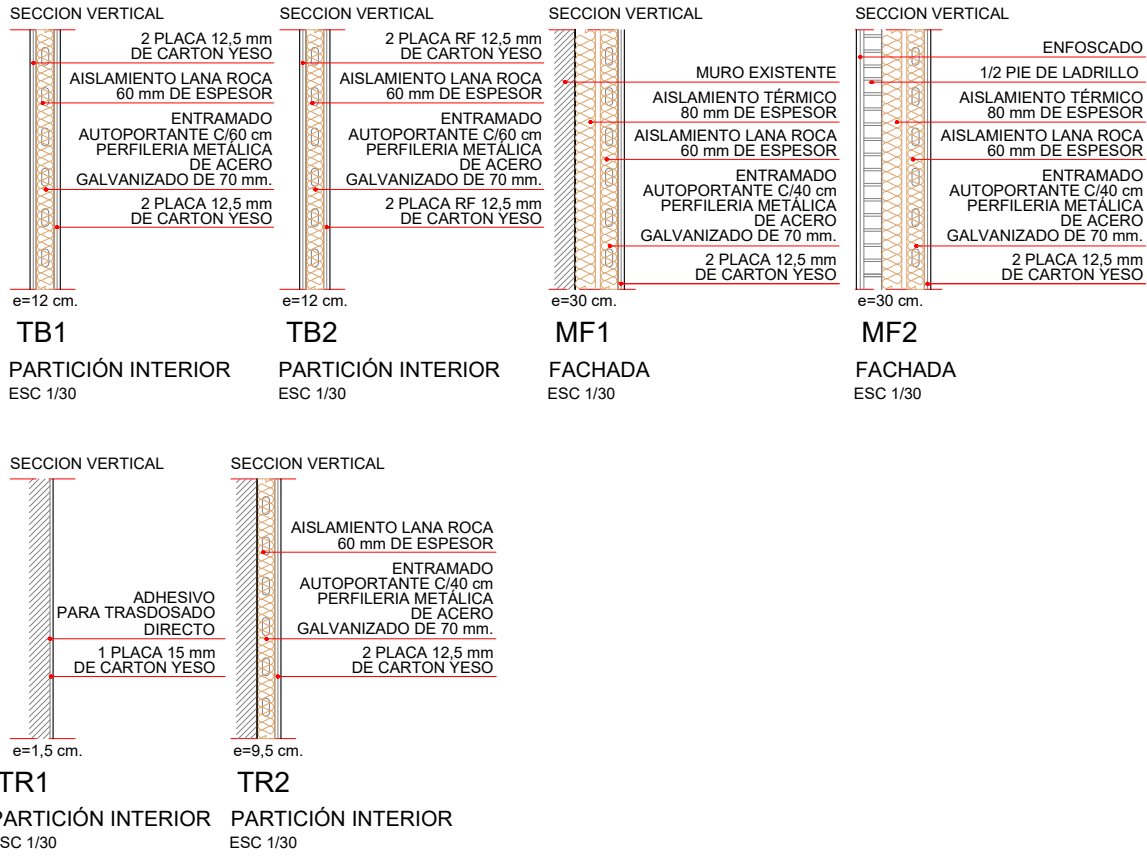 SECCION VERTICAL
2 PLACA 12,5 mm
DE CARTON YESO
AISLAMIENTO LANA ROCA
60 mm DE ESPESOR
ENTRAMADO
AUTOPORTANTE C/60 cm
PERFILERIA METÁLICA
DE ACERO
GALVANIZADO DE 70 mm.
2 PLACA 12,5 mm
DE CARTON YESO
e=12 cm.
TB1
PARTICIÓN INTERIOR
ESC 1/30
SECCION VERTICAL
2 PLACA RF 12,5 mm
DE CARTON YESO
AISLAMIENTO LANA ROCA
60 mm DE ESPESOR
ENTRAMADO
AUTOPORTANTE C/60 cm
PERFILERIA METÁLICA
DE ACERO
GALVANIZADO DE 70 mm.
2 PLACA RF 12,5 mm
DE CARTON YESO
e=12 cm.
TB2
PARTICIÓN INTERIOR
ESC 1/30
SECCION VERTICAL
MURO EXISTENTE
AISLAMIENTO TÉRMICO
80 mm DE ESPESOR
AISLAMIENTO LANA ROCA
60 mm DE ESPESOR
ENTRAMADO
AUTOPORTANTE C/40 cm
PERFILERIA METÁLICA
DE ACERO
GALVANIZADO DE 70 mm.
2 PLACA 12,5 mm
DE CARTON YESO
e=30 cm.
MF1
FACHADA
ESC 1/30
SECCION VERTICAL
ENFOSCADO
1/2 PIE DE LADRILLO
AISLAMIENTO TÉRMICO
80 mm DE ESPESOR
AISLAMIENTO LANA ROCA
60 mm DE ESPESOR
ENTRAMADO
AUTOPORTANTE C/40 cm
PERFILERIA METÁLICA
DE ACERO
GALVANIZADO DE 70 mm.
2 PLACA 12,5 mm
DE CARTON YESO
e=30 cm.
MF2
FACHADA
ESC 1/30
SECCION VERTICAL
ADHESIVO
PARA TRASDOSADO
DIRECTO
1 PLACA 15 mm
DE CARTON YESO
e=1,5 cm.
TR1
PARTICIÓN INTERIOR
ESC 1/30
SECCION VERTICAL
AISLAMIENTO LANA ROCA
60 mm DE ESPESOR
ENTRAMADO
AUTOPORTANTE C/40 cm
PERFILERIA METÁLICA
DE ACERO
GALVANIZADO DE 70 mm.
2 PLACA 12,5 mm
DE CARTON YESO
e=9,5 cm.
TR2
PARTICIÓN INTERIOR
ESC 1/30